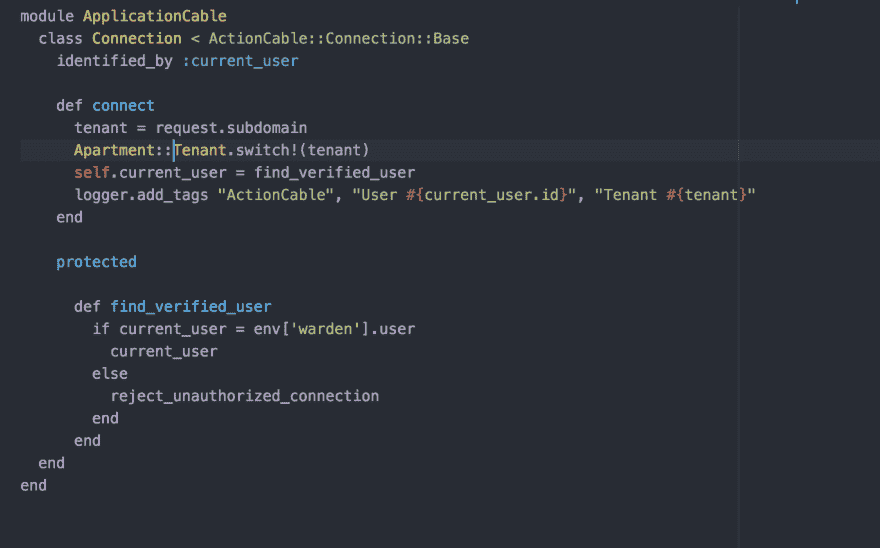 module ApplicationCable
  class Connection < ActionCable::Connection::Base
    identified_by :current_user

    def connect
      tenant = request.subdomain
      Apartment::Tenant.switch!(tenant)
      self.current_user = find_verified_user
      logger.add_tags "ActionCable", "User #{current_user.id}", "Tenant #{tenant}"
    end

    protected

      def find_verified_user
        if current_user = env['warden'].user
          current_user
        else
          reject_unauthorized_connection
        end
      end
  end
end